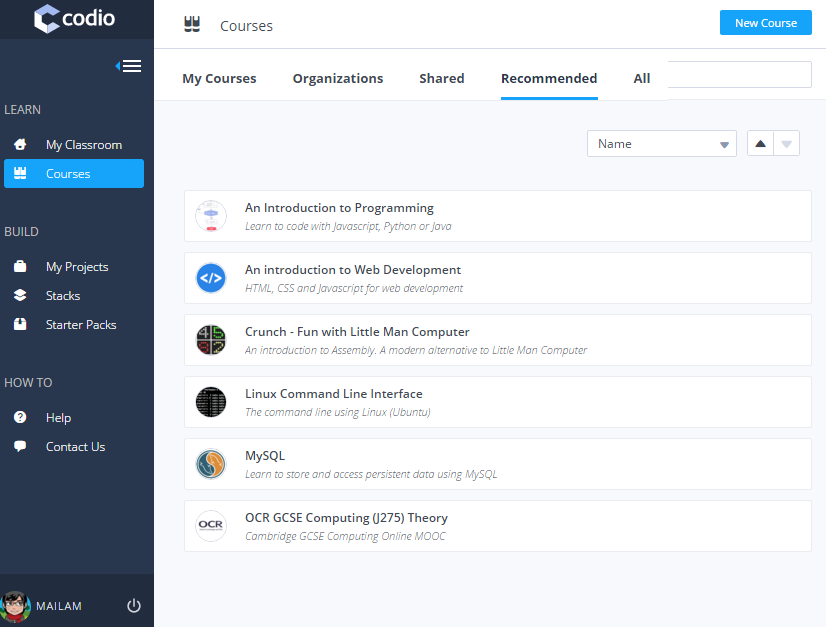 codio
Courses
New Course
LEARN
My Classroom
Courses
BUILD
My Projects
Stacks
Starter Packs
HOW TO
Help
Contact Us
MAILAM
My Courses
Organizations
Shared
Recommended
All
Name
An Introduction to Programming
Learn to code with Javascript, Python or Java
An introduction to Web Development
HTML, CSS and Javascript for web development
</>
Crunch - Fun with Little Man Computer
An introduction to Assembly. A modern alternative to Little Man Computer
Linux Command Line Interface
The command line using Linux (Ubuntu)
MySQL
Learn to store and access persistent data using MySQL
OCR
OCR GCSE Computing (J275) Theory
Cambridge GCSE Computing Online MOOC